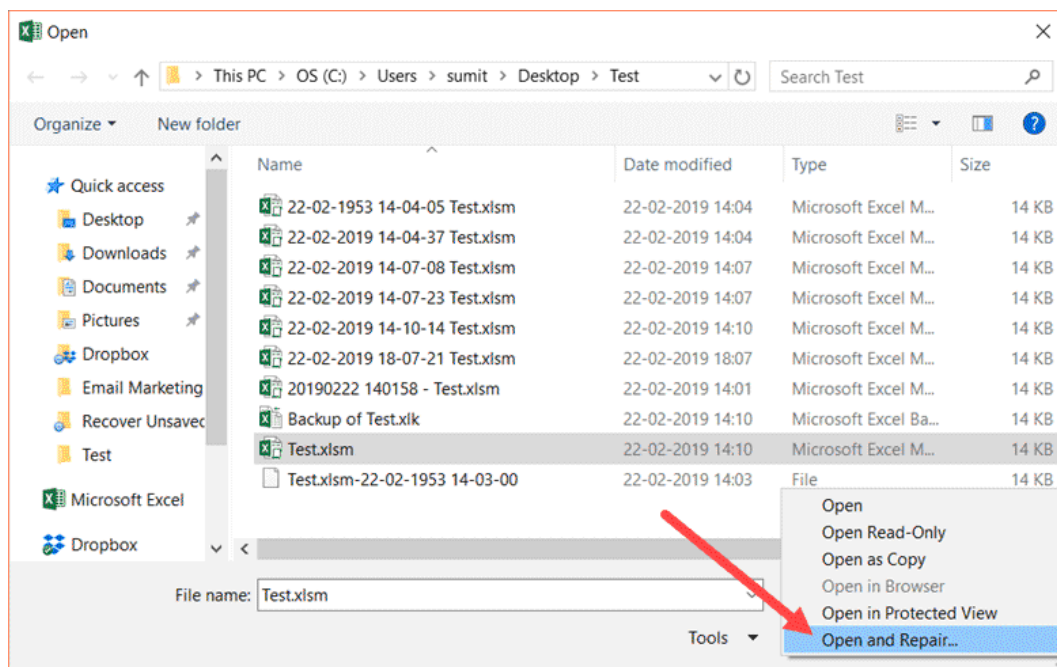 Open
This PC > OS (C:) > Users > sumit > Desktop > Test
Search Test
Organize New folder
Name Date modified Type Size
Quick access
Desktop
Downloads
Documents
Pictures
Dropbox
Email Marketing
Recover Unsavec
Test
Microsoft Excel
Dropbox
22-02-1953 14-04-05 Test.xlsm 22-02-2019 14:04 Microsoft Excel M... 14 KB
22-02-2019 14-04-37 Test.xlsm 22-02-2019 14:04 Microsoft Excel M... 14 KB
22-02-2019 14-07-08 Test.xlsm 22-02-2019 14:07 Microsoft Excel M... 14 KB
22-02-2019 14-07-23 Test.xlsm 22-02-2019 14:07 Microsoft Excel M... 14 KB
22-02-2019 14-10-14 Test.xlsm 22-02-2019 14:10 Microsoft Excel M... 14 KB
22-02-2019 18-07-21 Test.xlsm 22-02-2019 18:07 Microsoft Excel M... 14 KB
20190222 140158 - Test.xlsm 22-02-2019 14:01 Microsoft Excel M... 14 KB
Backup of Test.xlk 22-02-2019 14:10 Microsoft Excel Ba... 14 KB
Test.xlsm 22-02-2019 14:10 Microsoft Excel M... 14 KB
Test.xlsm-22-02-1953 14-03-00 22-02-2019 14:03 File 14 KB
File name: Test.xlsm
Tools
Open
Open Read-Only
Open as Copy
Open in Browser
Open in Protected View
Open and Repair...